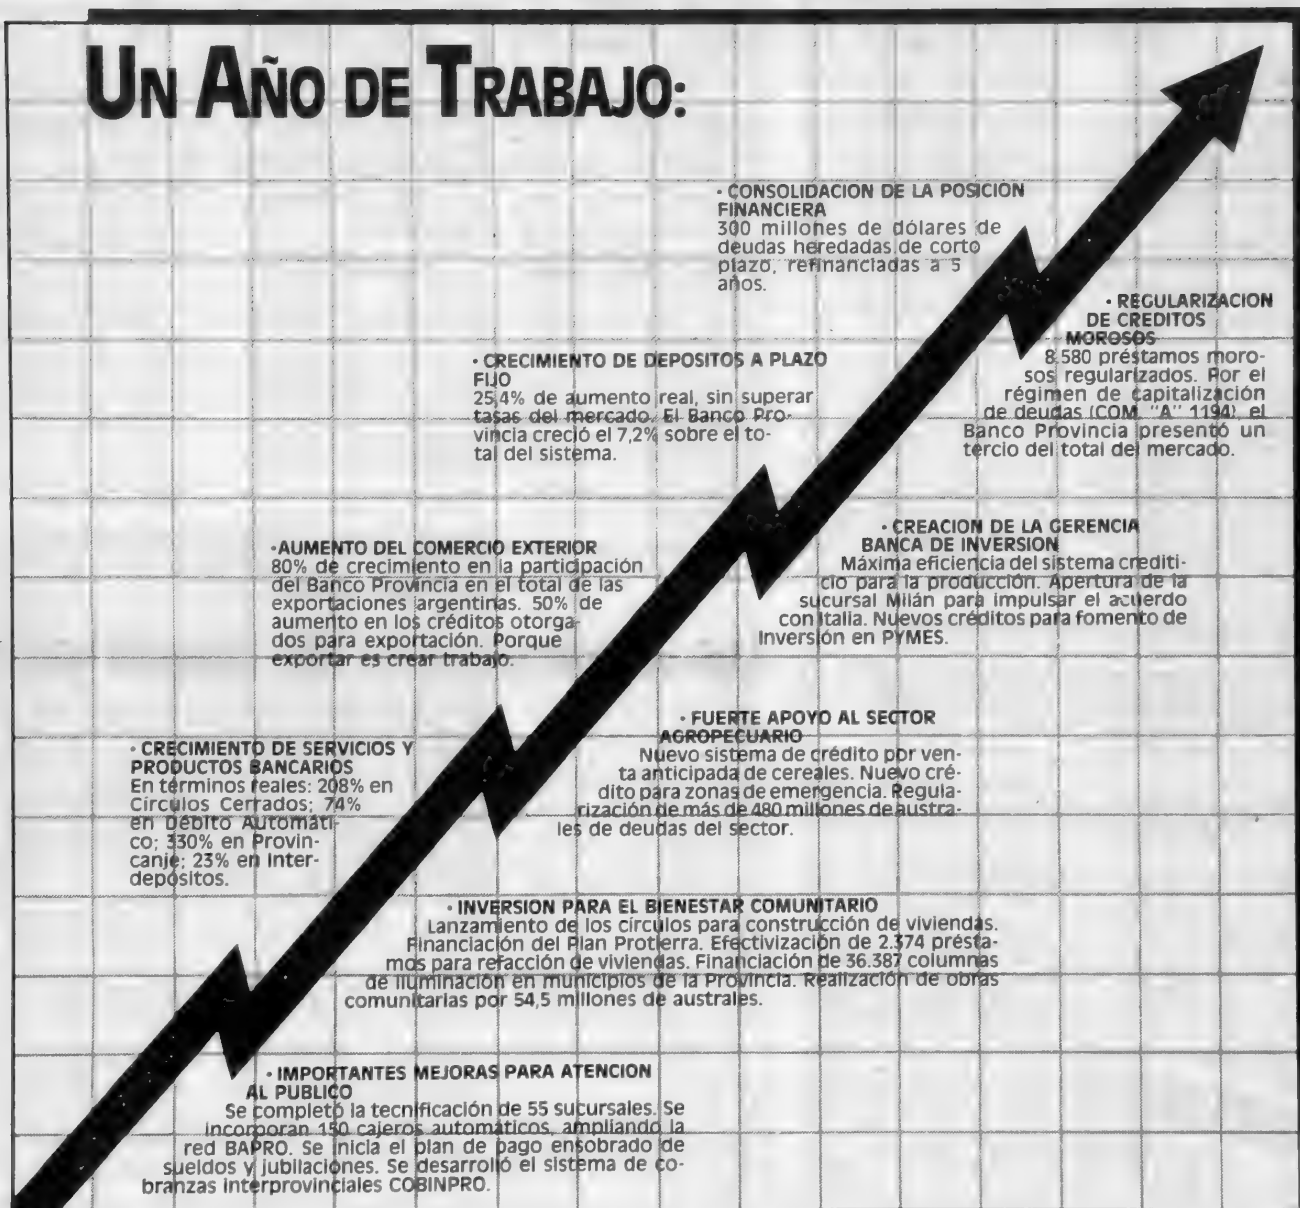 UN AÑO DE TRABAJO:
· CONSOLIDACION DE LA POSICION
FINANCIERA
300 millones de dólares de
deudas heredadas de corto
plazo, refinanciadas a 5
años.
· REGULARIZACION
DE CREDITOS
MOROSOS
8.580 préstamos moro-
sos regularizados. Por el
régimen de capitalización
de deudas (COM. "A" 1194), el
Banco Provincia presentó un
tercio del total del mercado.
· CRECIMIENTO DE DEPOSITOS A PLAZO
FIJO
25,4% de aumento real, sin superar
tasas del mercado. El Banco Pro-
vincia creció el 7,2% sobre el to-
tal del sistema.
· CREACION DE LA GERENCIA
BANCA DE INVERSION
Máxima eficiencia del sistema crediti-
cio para la producción. Apertura de la
sucursal Milán para impulsar el acuerdo
con Italia. Nuevos créditos para fomento de
Inversión en PYMES.
· AUMENTO DEL COMERCIO EXTERIOR
80% de crecimiento en la participación
del Banco Provincia en el total de las
exportaciones argentinas. 50% de
aumento en los créditos otorga-
dos para exportación. Porque
exportar es crear trabajo.
· FUERTE APOYO AL SECTOR
AGROPECUARIO
Nuevo sistema de crédito por ven-
ta anticipada de cereales. Nuevo cré-
dito para zonas de emergencia. Regula-
rización de más de 480 millones de austra-
les de deudas del sector.
· CRECIMIENTO DE SERVICIOS Y
PRODUCTOS BANCARIOS
En términos reales: 208% en
Círculos Cerrados; 74%
en Débito Automáti-
co; 330% en Provin-
canje; 23% en Inter-
depósitos.
· INVERSION PARA EL BIENESTAR COMUNITARIO
Lanzamiento de los círculos para construcción de viviendas.
Financiación del Plan Protierra. Efectivización de 2.374 présta-
mos para refacción de viviendas. Financiación de 36.387 columnas
de iluminación en municipios de la Provincia. Realización de obras
comunitarias por 54,5 millones de australes.
· IMPORTANTES MEJORAS PARA ATENCION
AL PUBLICO
Se completó la tecnificación de 55 sucursales. Se
incorporan 150 cajeros automáticos, ampliando la
red BAPRO. Se inicia el plan de pago ensobrado de
sueldos y jubilaciones. Se desarrolló el sistema de co-
branzas interprovinciales COBINPRO.